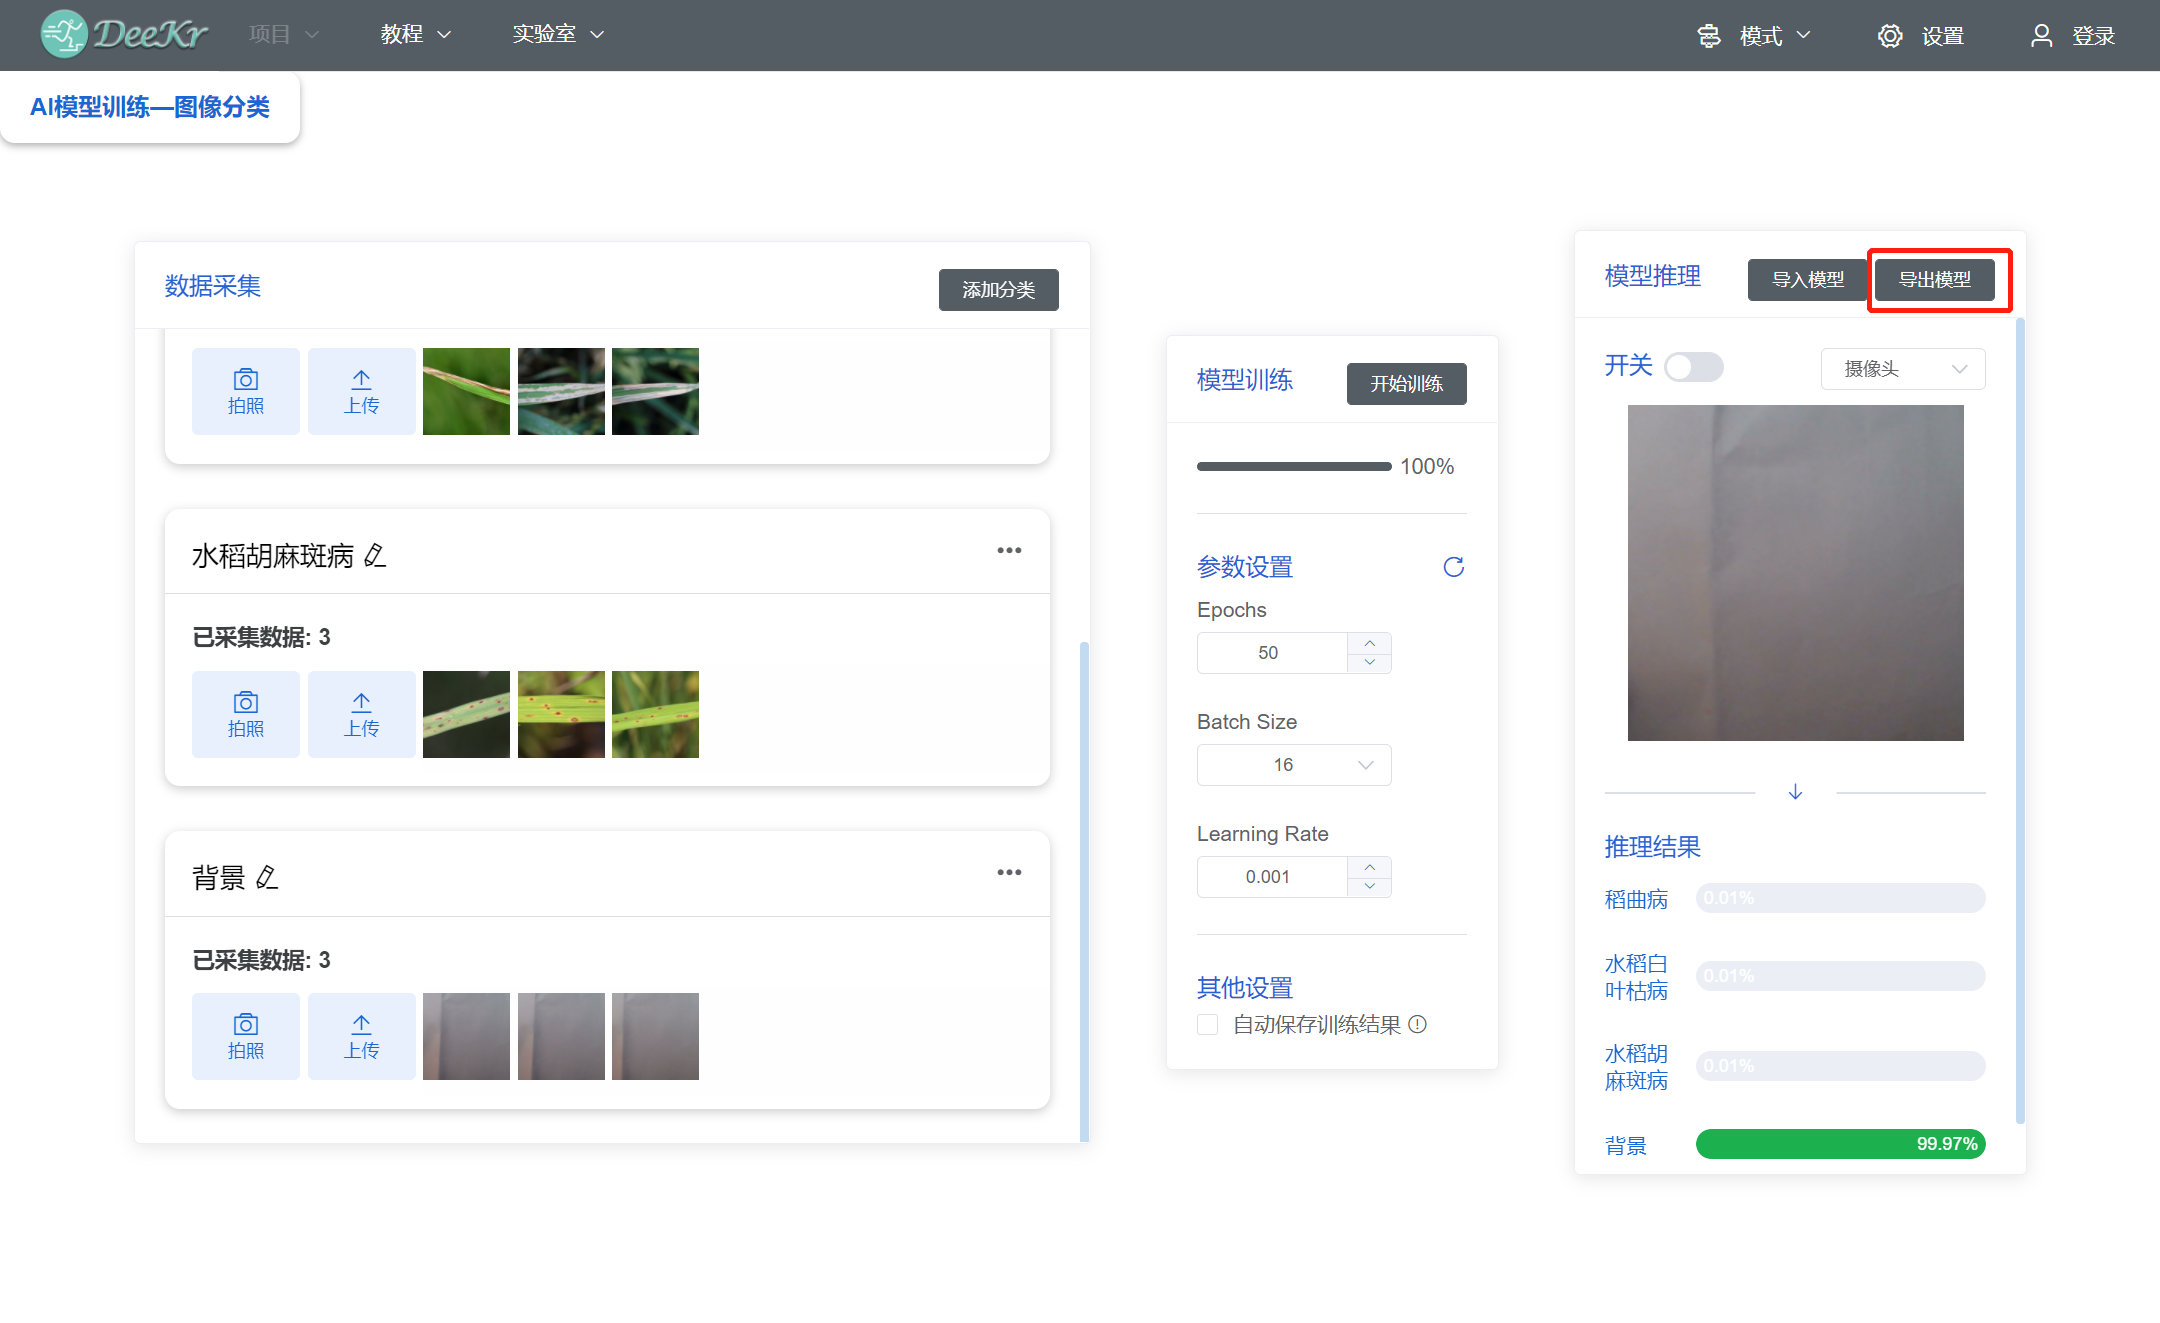 DeeKr
项目
教程
实验室
模式
设置
登录
AI模型训练—图像分类
数据采集
添加分类
拍照
上传
水稻胡麻斑病
已采集数据: 3
拍照
上传
背景
已采集数据: 3
拍照
上传
模型训练
开始训练
100%
参数设置
Epochs
50
Batch Size
16
Learning Rate
0.001
其他设置
自动保存训练结果
模型推理
导入模型
导出模型
开关
摄像头
推理结果
稻曲病
0.01%
水稻白
叶枯病
0.01%
水稻胡
麻斑病
0.01%
背景
99.97%